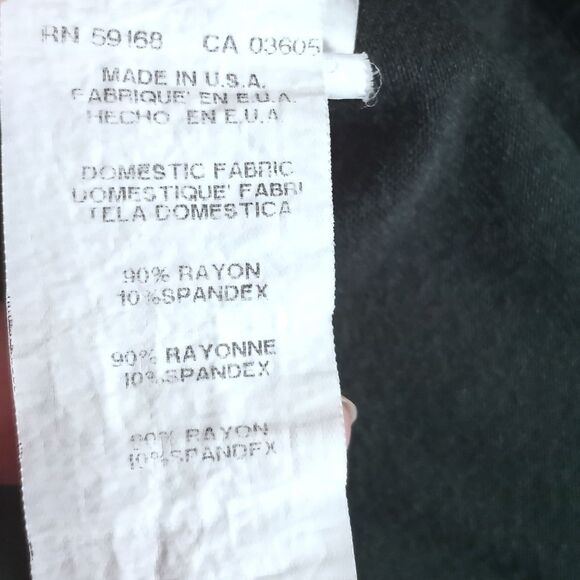 RN 59168 CA 03605
MADE IN U.S.A.
FABRIQUE' EN E.U.A.
HECHO EN E.U.A
DOMESTIC FABRIC
DOMESTIQUE' FABRI
TELA DOMESTICA
90% RAYON
10%SPANDEX
90% RAYONNE
10%SPANDEX
90% RAYON
10%SPANDEX